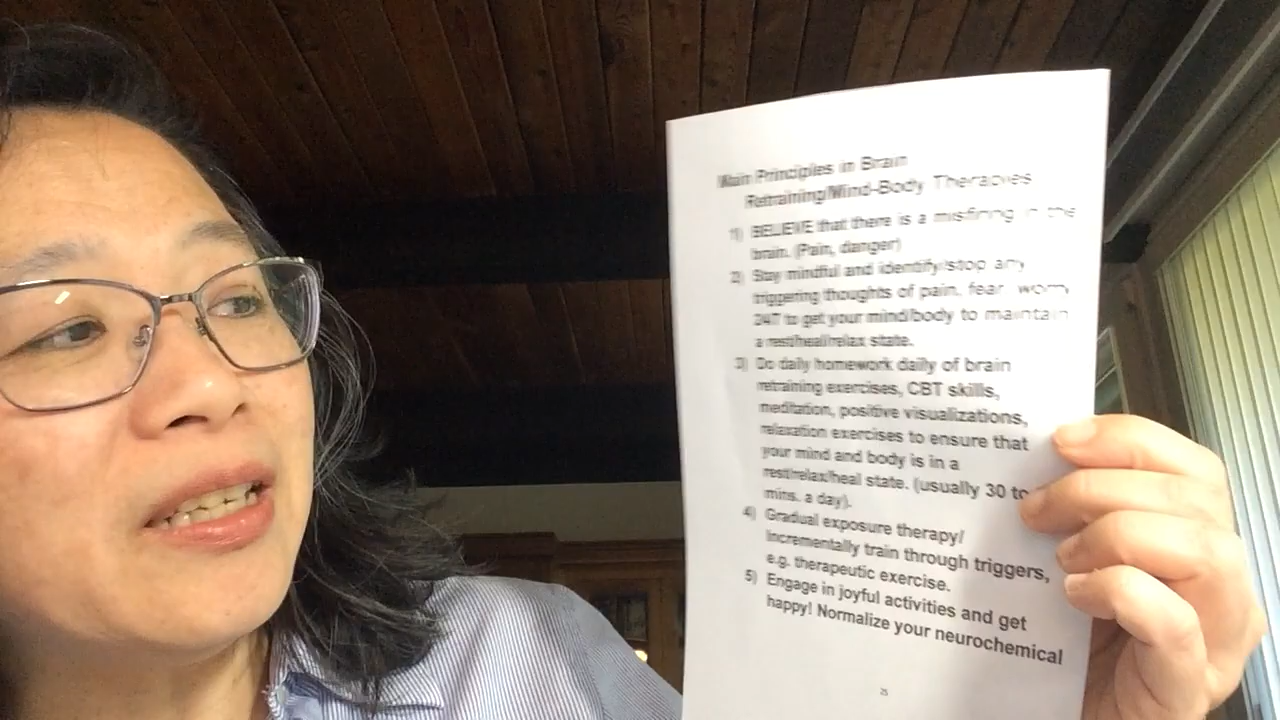 Main Principles in Brain
Retraining/Mind-Body Therapies
1) BELIEVE that there is a misfiring in the
brain. (Pain, danger)
2) Stay mindful and identify/stop any
triggering thoughts of pain, fear, worry
24/7 to get your mind/body to maintain
a rest/heal/relax state.
3) Do daily homework daily of brain
retraining exercises, CBT skills,
meditation, positive visualizations,
relaxation exercises to ensure that
your mind and body is in a
rest/relax/heal state. (usually 30 to
mins. a day).
4) Gradual exposure therapy/
Incrementally train through triggers,
e.g. therapeutic exercise.
5) Engage in joyful activities and get
happy! Normalize your neurochemical
25